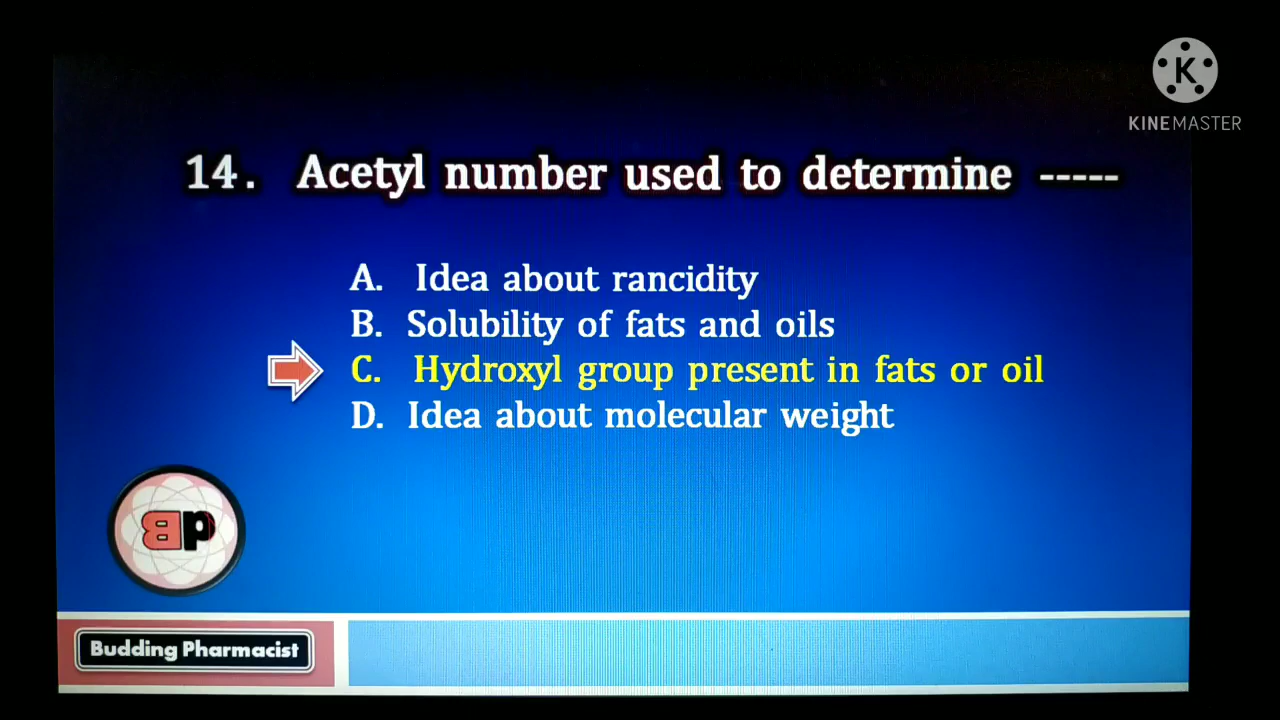 K
KINEMASTER
14. Acetyl number used to determine -----
A. Idea about rancidity
B. Solubility of fats and oils
C. Hydroxyl group present in fats or oil
D. Idea about molecular weight
BP
Budding Pharmacist